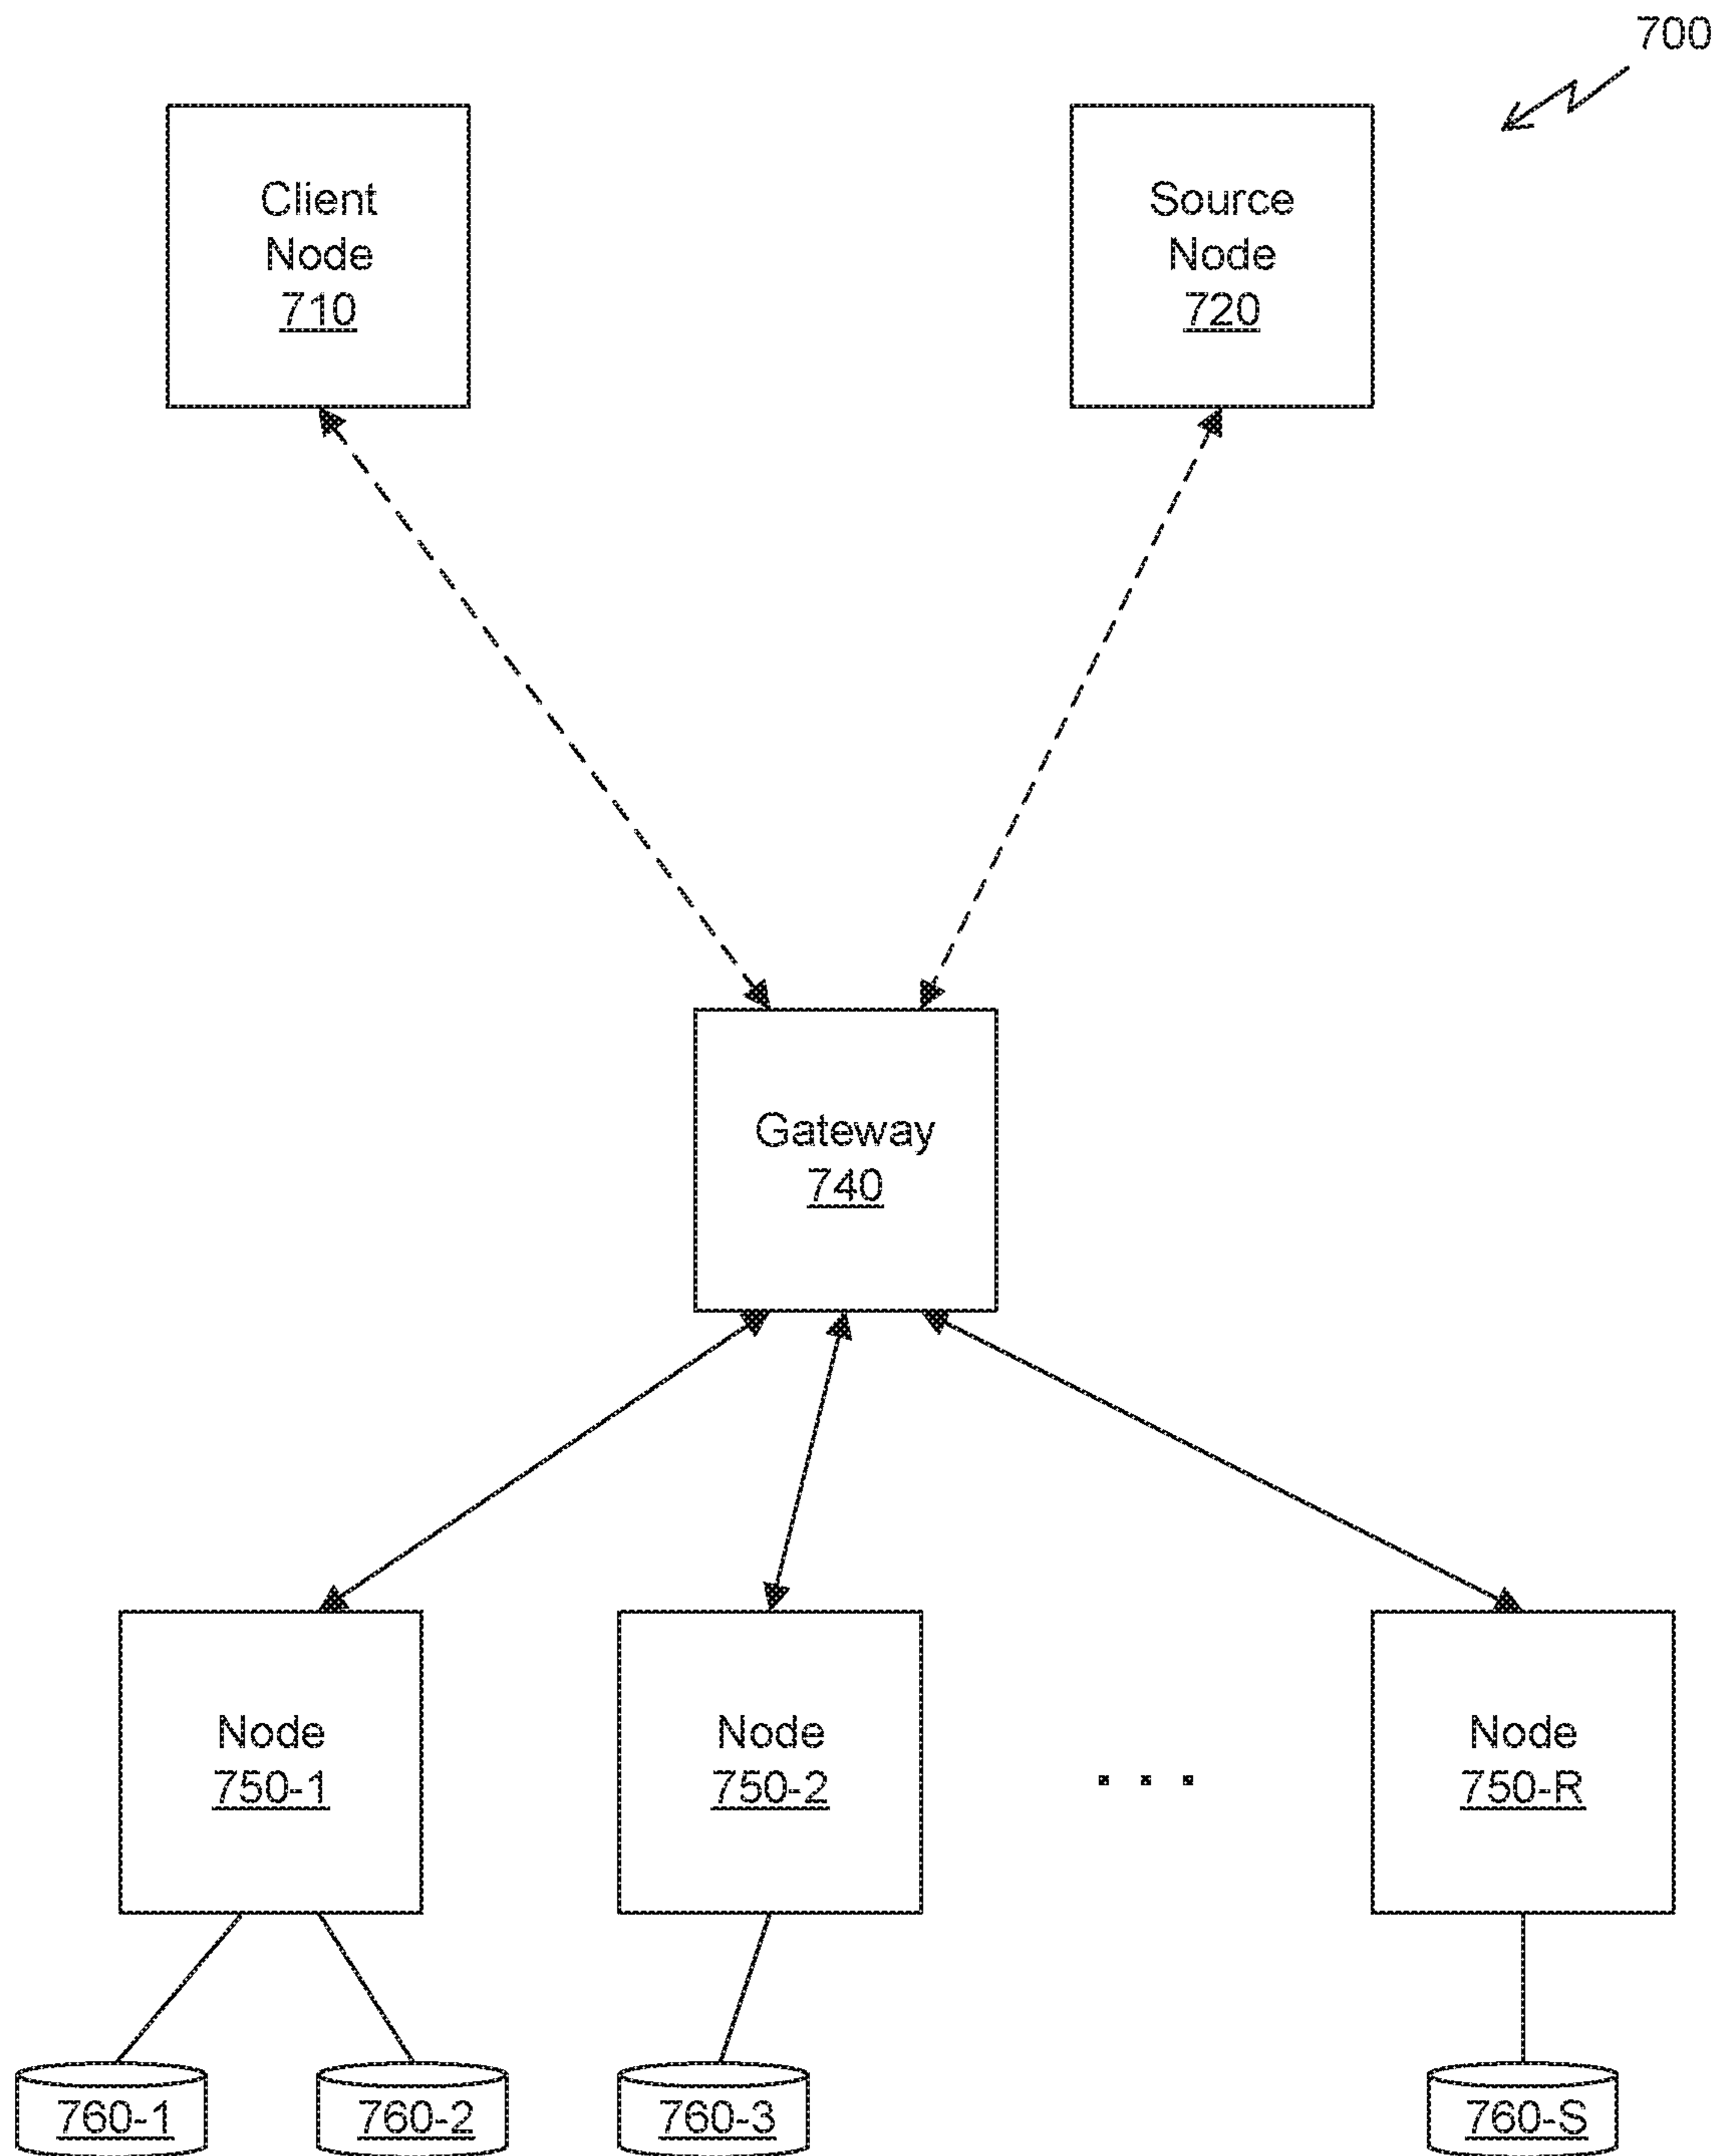 700
Client
Node
710
Source
Node
720
Gateway
740
Node
750-1
Node
750-2
. . .
Node
750-R
760-1
760-2
760-3
760-S